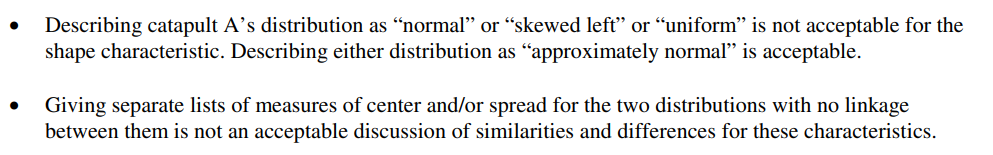 • Describing catapult A’s distribution as “normal” or “skewed left” or “uniform” is not acceptable for the
shape characteristic. Describing either distribution as “approximately normal” is acceptable.
• Giving separate lists of measures of center and/or spread for the two distributions with no linkage
between them is not an acceptable discussion of similarities and differences for these characteristics.